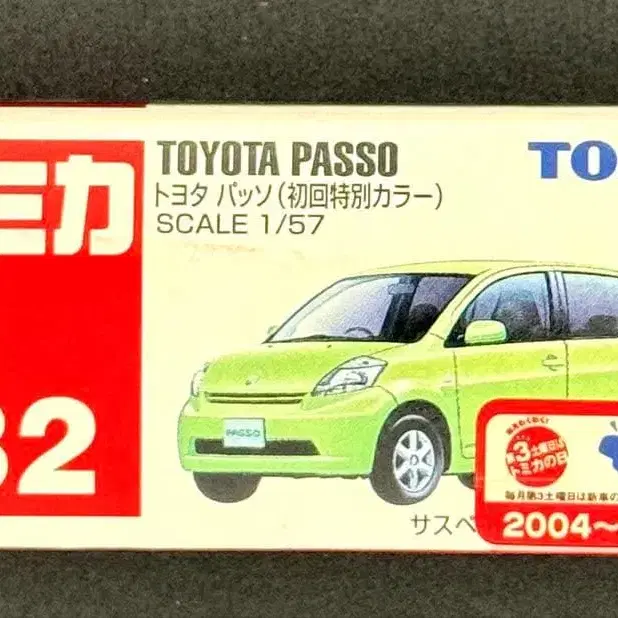 トミカ
32
TOYOTA PASSO
トヨタ パッソ(初回特別カラー)
SCALE 1/57
TO
PASSO
サスペ
第3土曜日は
トミカの日
毎月第3土曜日は新車の
2004〜